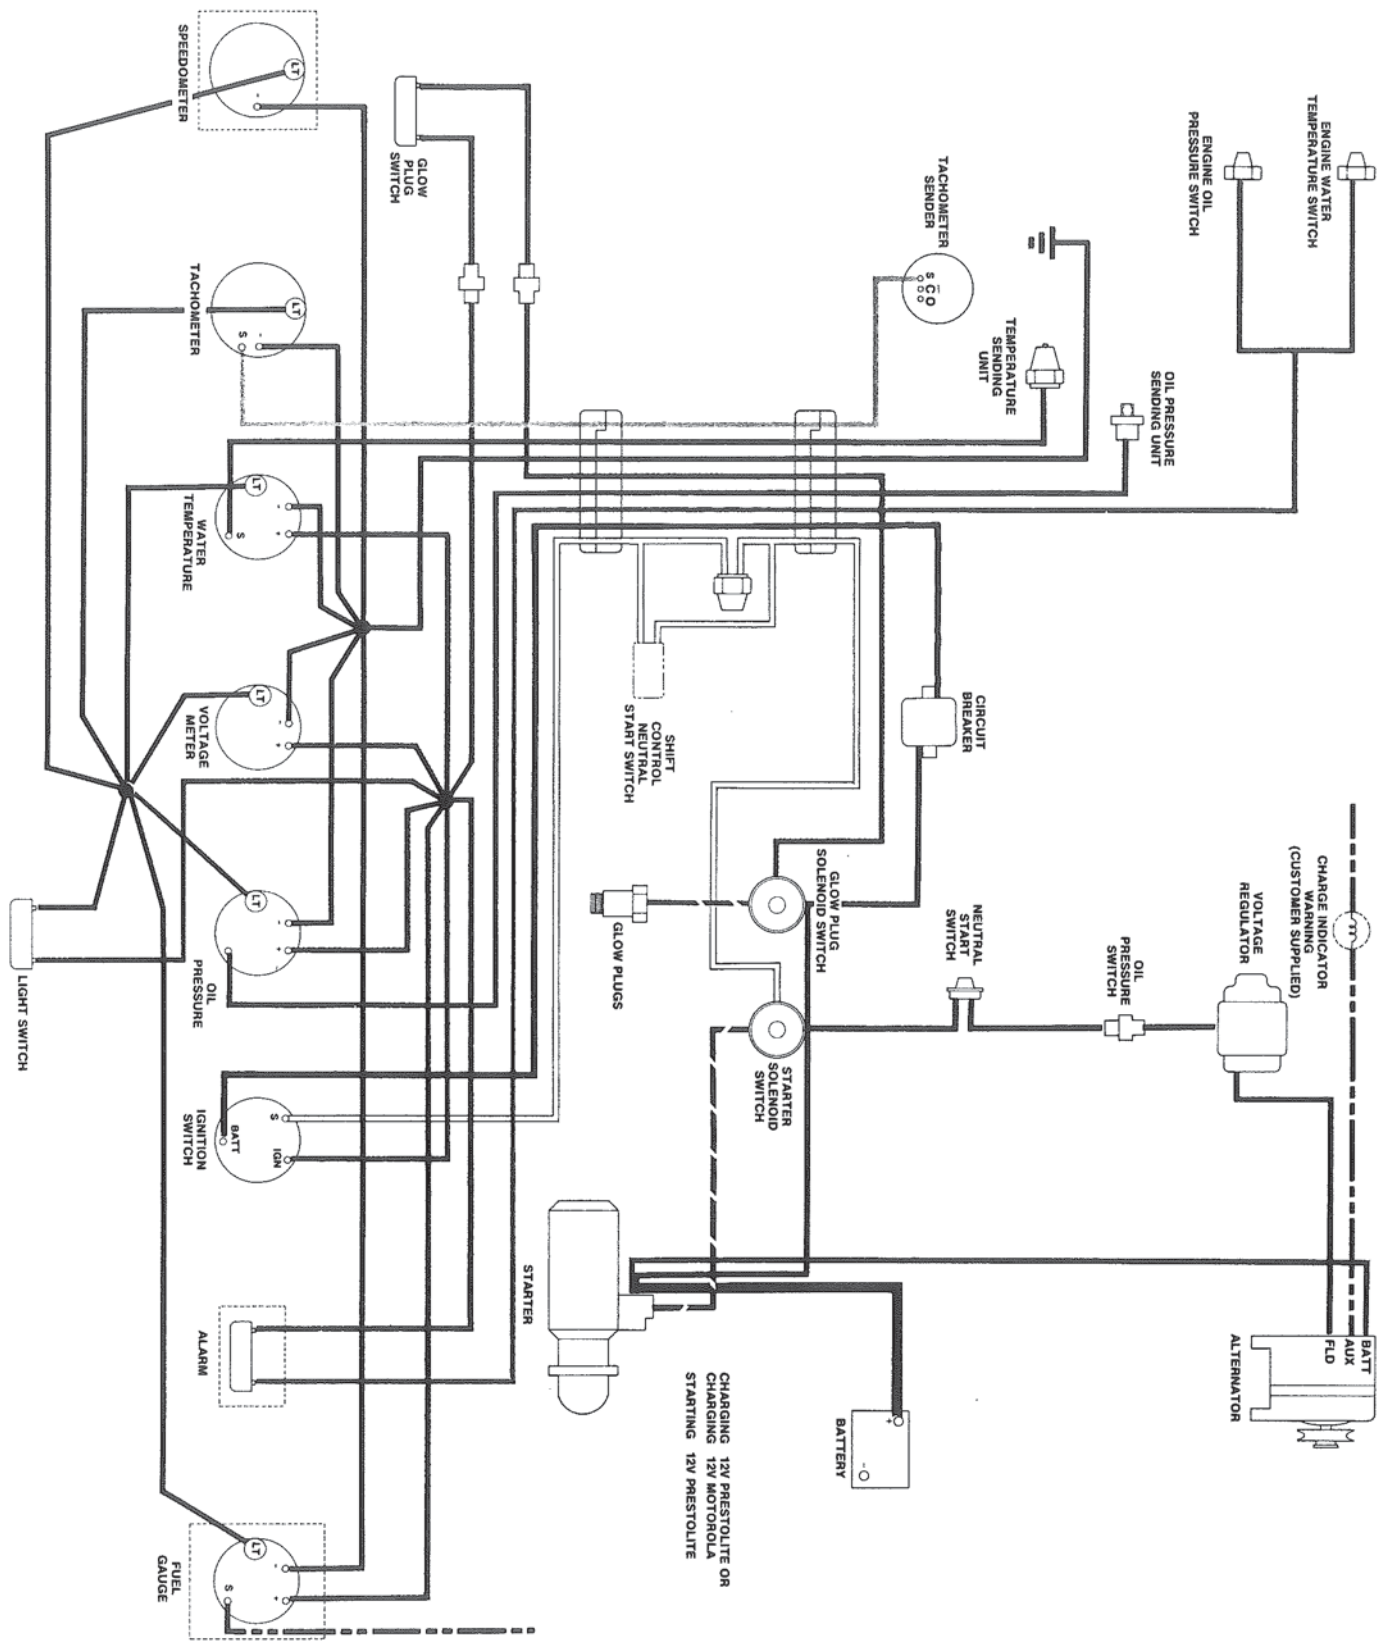 SPEEDOMETER
LT
-
GLOW
PLUG
SWITCH
TACHOMETER
LT
S
-
TACHOMETER
SENDER
S
C
O
ENGINE OIL
PRESSURE SWITCH
ENGINE WATER
TEMPERATURE SWITCH
TEMPERATURE
SENDING
UNIT
OIL PRESSURE
SENDING UNIT
WATER
TEMPERATURE
LT
-
+
S
VOLTAGE
METER
LT
-
+
SHIFT
CONTROL
NEUTRAL
START SWITCH
CIRCUIT
BREAKER
OIL
PRESSURE
LT
-
+
LIGHT SWITCH
GLOW PLUG
SOLENOID SWITCH
GLOW PLUGS
NEUTRAL
START
SWITCH
OIL
PRESSURE
SWITCH
VOLTAGE
REGULATOR
CHARGE INDICATOR
WARNING
(CUSTOMER SUPPLIED)
STARTER
SOLENOID
SWITCH
IGNITION
SWITCH
S
BATT
IGN
STARTER
ALARM
BATTERY
+
-
BATT
AUX
FLD
ALTERNATOR
CHARGING 12V PRESTOLITE OR
CHARGING 12V MOTOROLA
STARTING 12V PRESTOLITE
FUEL
GAUGE
LT
-
+
S